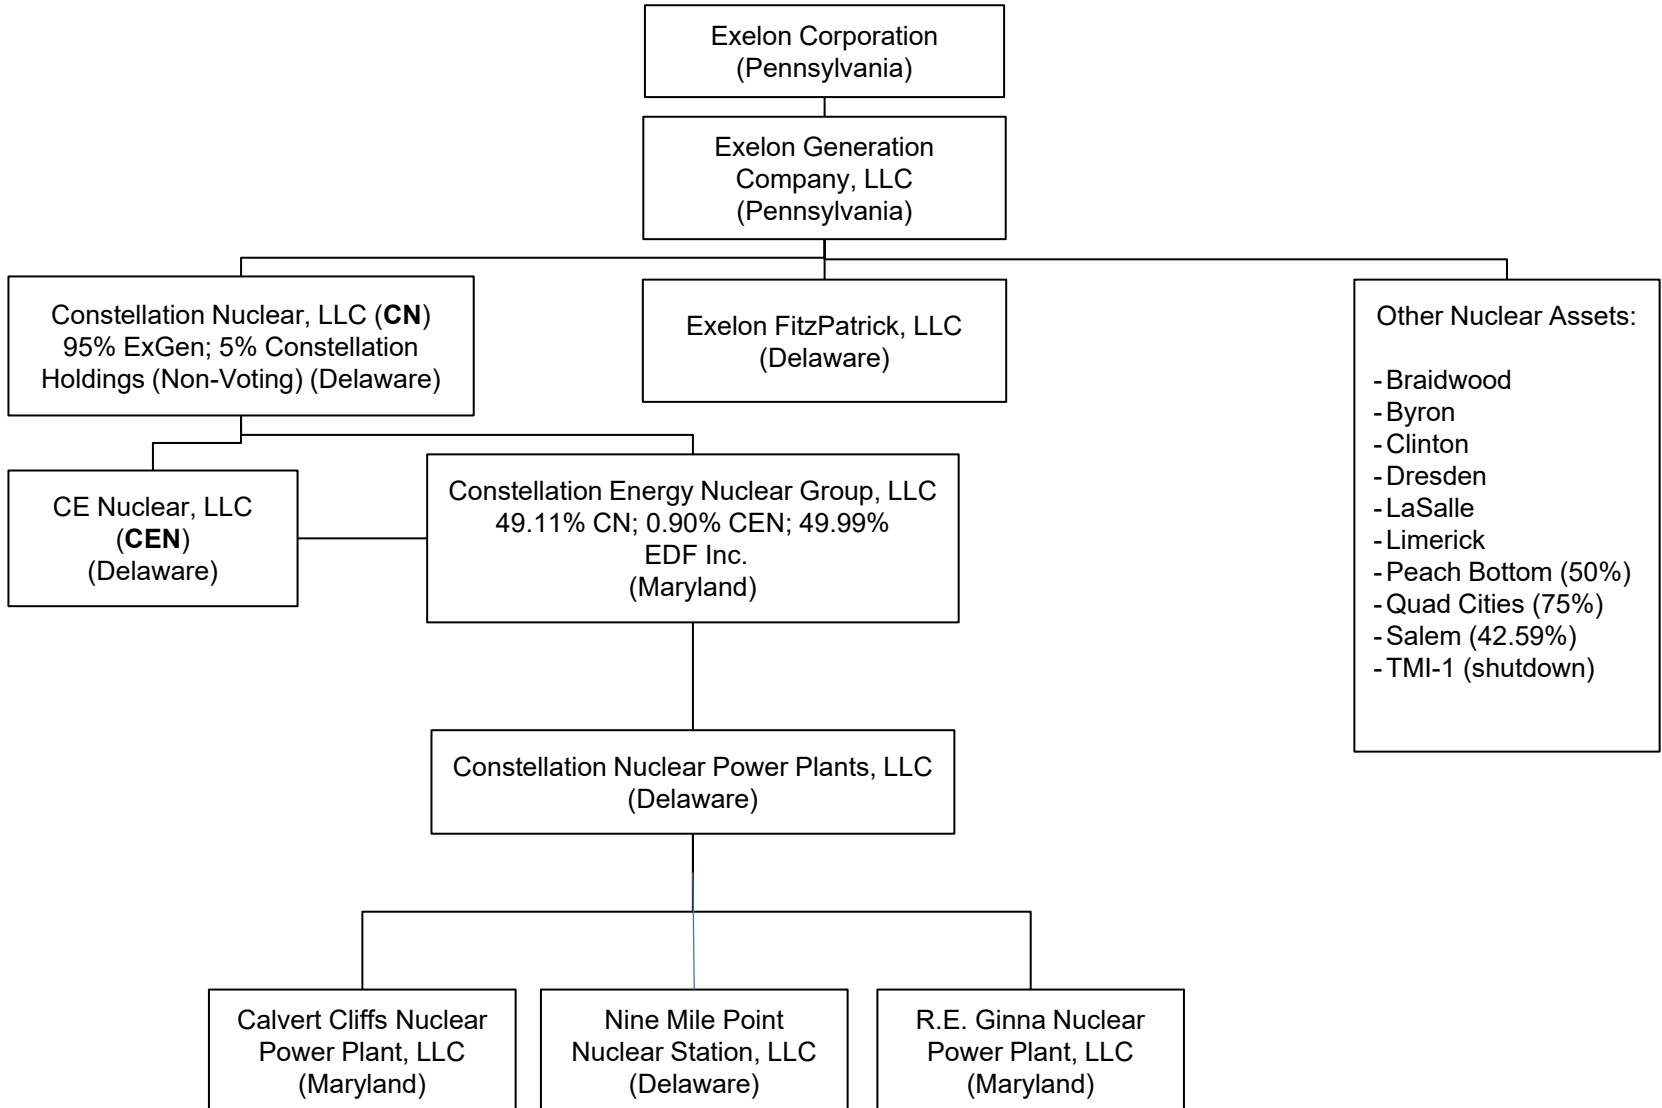 Exelon Corporation
(Pennsylvania)
Exelon Generation
Company, LLC
(Pennsylvania)
Constellation Nuclear, LLC (CN)
95% ExGen; 5% Constellation
Holdings (Non-Voting) (Delaware)
Exelon FitzPatrick, LLC
(Delaware)
Other Nuclear Assets:
-Braidwood
-Byron
-Clinton
-Dresden
-LaSalle
-Limerick
-Peach Bottom (50%)
-Quad Cities (75%)
-Salem (42.59%)
-TMI-1 (shutdown)
CE Nuclear, LLC
(CEN)
(Delaware)
Constellation Energy Nuclear Group, LLC
49.11% CN; 0.90% CEN; 49.99%
EDF Inc.
(Maryland)
Constellation Nuclear Power Plants, LLC
(Delaware)
Calvert Cliffs Nuclear
Power Plant, LLC
(Maryland)
Nine Mile Point
Nuclear Station, LLC
(Delaware)
R.E. Ginna Nuclear
Power Plant, LLC
(Maryland)